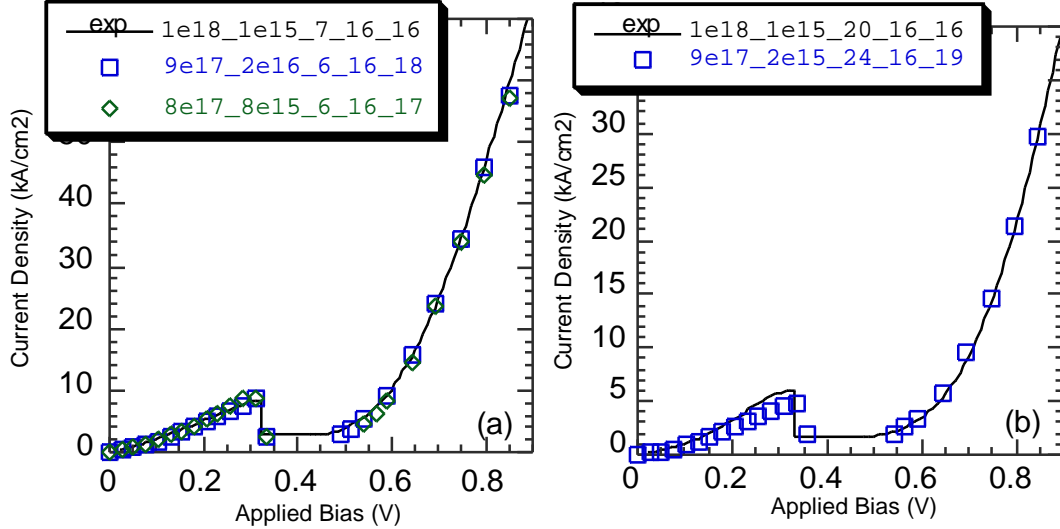 exp 1e18_1e15_7_16_16
9e17_2e16_6_16_18
8e17_8e15_6_16_17
40
30
20
10
0
0 0.2 0.4 0.6 0.8
Current Density (kA/cm2)
Applied Bias (V)
(a)
exp 1e18_1e15_20_16_16
9e17_2e15_24_16_19
30
25
20
15
10
5
0
0 0.2 0.4 0.6 0.8
Current Density (kA/cm2)
Applied Bias (V)
(b)